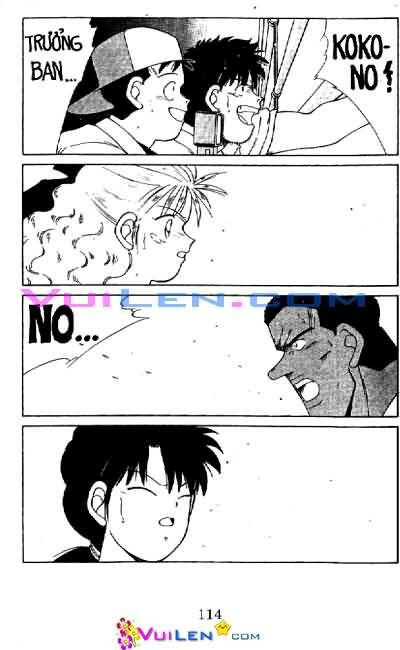 TRƯỞNG
BAN...
KOKO-
NO!
VUILEN.COM
NO...
114
VUILEN
.COM